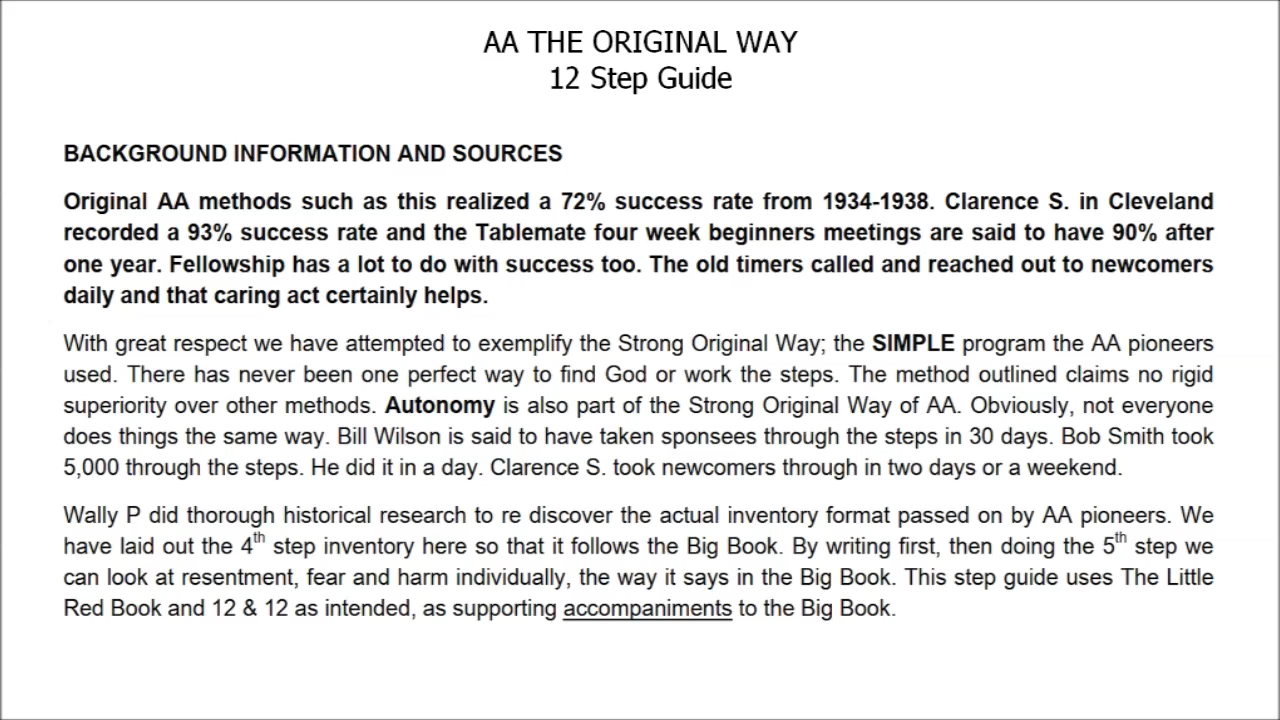 AA THE ORIGINAL WAY
12 Step Guide
BACKGROUND INFORMATION AND SOURCES
Original AA methods such as this realized a 72% success rate from 1934-1938. Clarence S. in Cleveland
recorded a 93% success rate and the Tablemate four week beginners meetings are said to have 90% after
one year. Fellowship has a lot to do with success too. The old timers called and reached out to newcomers
daily and that caring act certainly helps.
With great respect we have attempted to exemplify the Strong Original Way; the SIMPLE program the AA pioneers
used. There has never been one perfect way to find God or work the steps. The method outlined claims no rigid
superiority over other methods. Autonomy is also part of the Strong Original Way of AA. Obviously, not everyone
does things the same way. Bill Wilson is said to have taken sponsees through the steps in 30 days. Bob Smith took
5,000 through the steps. He did it in a day. Clarence S. took newcomers through in two days or a weekend.
Wally P did thorough historical research to re discover the actual inventory format passed on by AA pioneers. We
have laid out the 4th step inventory here so that it follows the Big Book. By writing first, then doing the 5th step we
can look at resentment, fear and harm individually, the way it says in the Big Book. This step guide uses The Little
Red Book and 12 & 12 as intended, as supporting accompaniments to the Big Book.